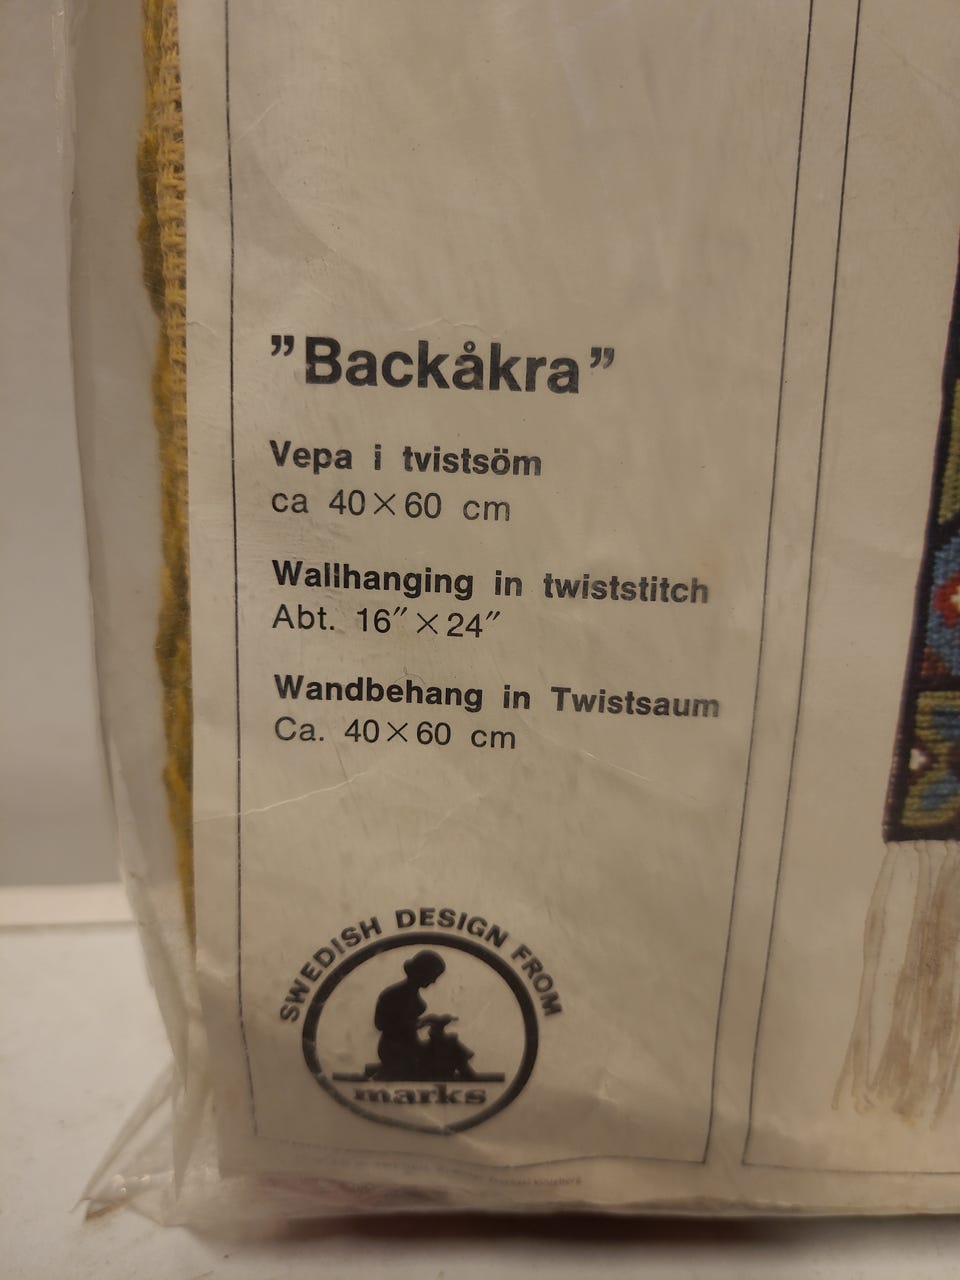 ”Backåkra”
Vepa i tvistsöm
ca 40×60 cm
Wallhanging in twiststitch
Abt. 16″×24″
Wandbehang in Twistsaum
Ca. 40×60 cm
SWEDISH DESIGN FROM
marks